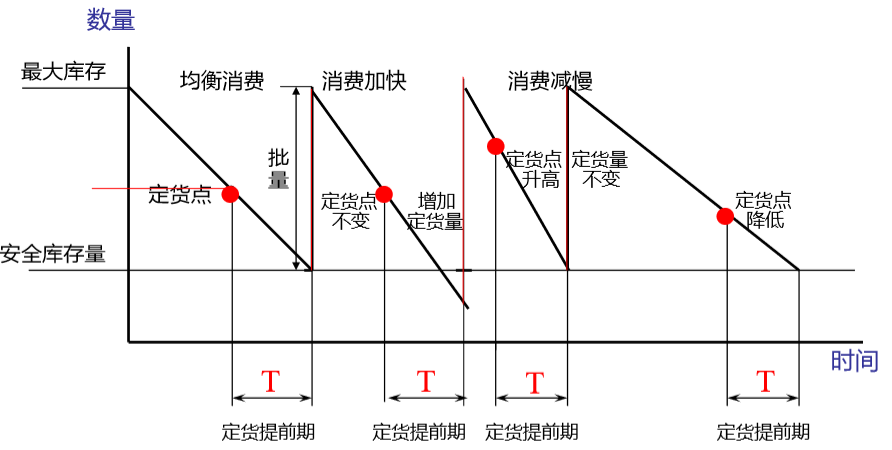 数量
最大库存
均衡消费
消费加快
消费减慢
批
量
定货点
定货点
不变
增加
定货量
定货点
升高
定货量
不变
定货点
降低
安全库存量
时间
T
T
T
T
定货提前期
定货提前期
定货提前期
定货提前期